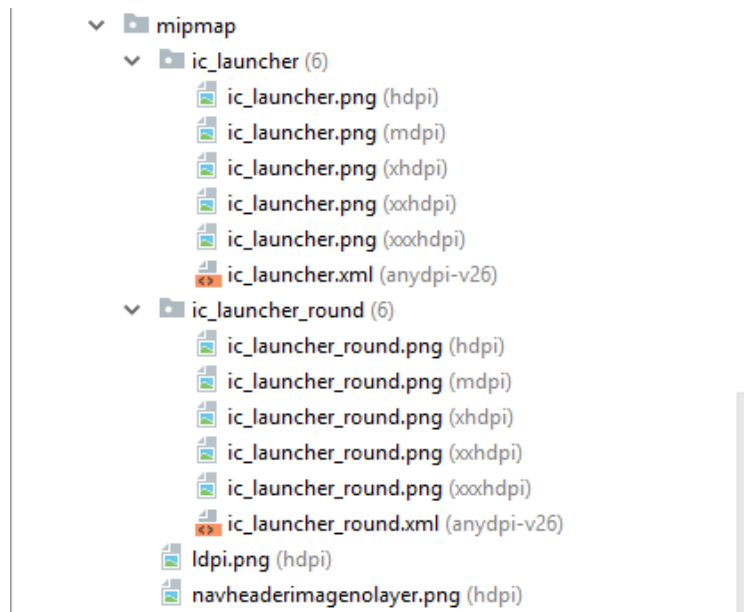 mipmap
ic_launcher (6)
ic_launcher.png (hdpi)
ic_launcher.png (mdpi)
ic_launcher.png (xhdpi)
ic_launcher.png (xxhdpi)
ic_launcher.png (xxxhdpi)
ic_launcher.xml (anydpi-v26)
ic_launcher_round (6)
ic_launcher_round.png (hdpi)
ic_launcher_round.png (mdpi)
ic_launcher_round.png (xhdpi)
ic_launcher_round.png (xxhdpi)
ic_launcher_round.png (xxxhdpi)
ic_launcher_round.xml (anydpi-v26)
ldpi.png (hdpi)
navheaderimagenolayer.png (hdpi)